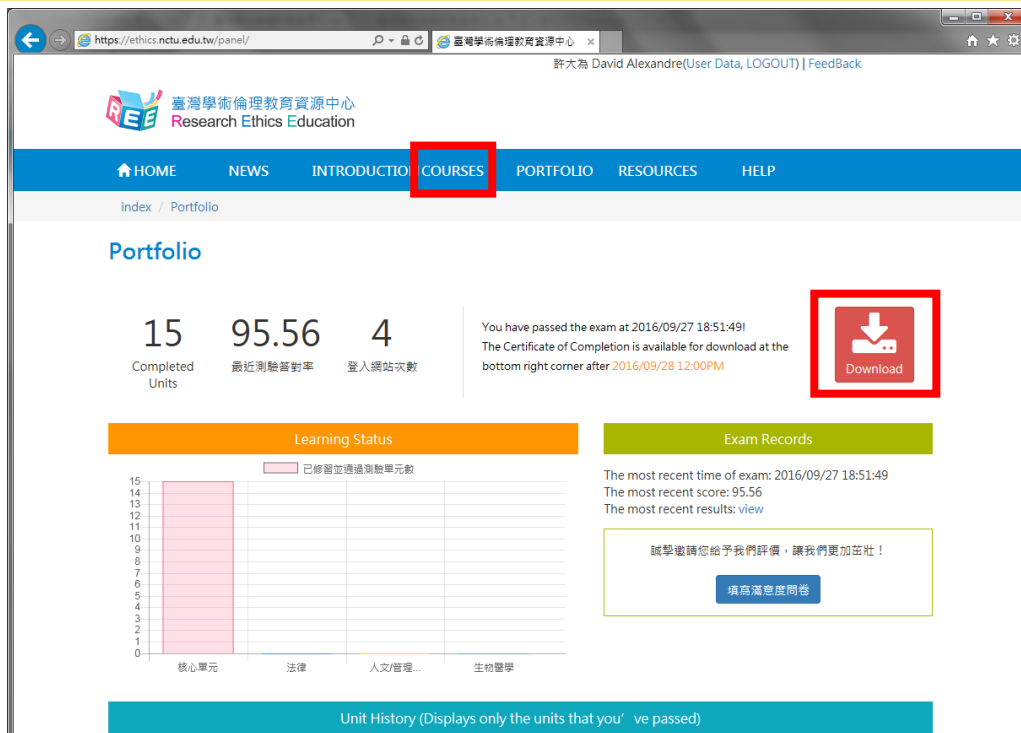 https://ethics.nctu.edu.tw/panel/
臺灣學術倫理教育資源中心
許大為 David Alexandre(User Data, LOGOUT) | FeedBack
REE
臺灣學術倫理教育資源中心
Research Ethics Education
HOME NEWS INTRODUCTION COURSES PORTFOLIO RESOURCES HELP
index / Portfolio
Portfolio
15 95.56 4
Completed Units 最近測驗答對率 登入網站次數
You have passed the exam at 2016/09/27 18:51:49!
The Certificate of Completion is available for download at the
bottom right corner after 2016/09/28 12:00PM
Download
Learning Status
已修習並通過測驗單元數
15
14
13
12
11
10
9
8
7
6
5
4
3
2
1
0
核心單元 法律 人文/管理... 生物醫學
Exam Records
The most recent time of exam: 2016/09/27 18:51:49
The most recent score: 95.56
The most recent results: view
誠摯邀請您給予我們評價，讓我們更加茁壯！
填寫滿意度問卷
Unit History (Displays only the units that you' ve passed)